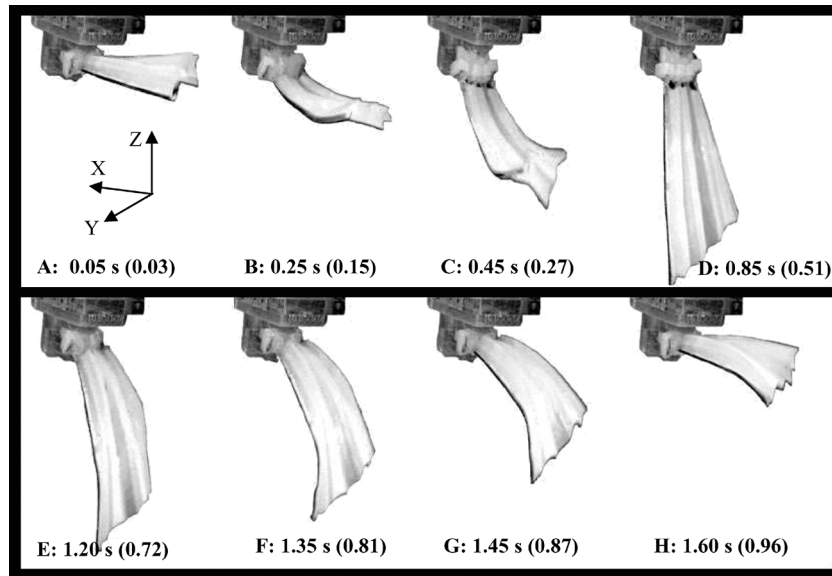 Z
X
Y
A: 0.05 s (0.03)
B: 0.25 s (0.15)
C: 0.45 s (0.27)
D: 0.85 s (0.51)
E: 1.20 s (0.72)
F: 1.35 s (0.81)
G: 1.45 s (0.87)
H: 1.60 s (0.96)